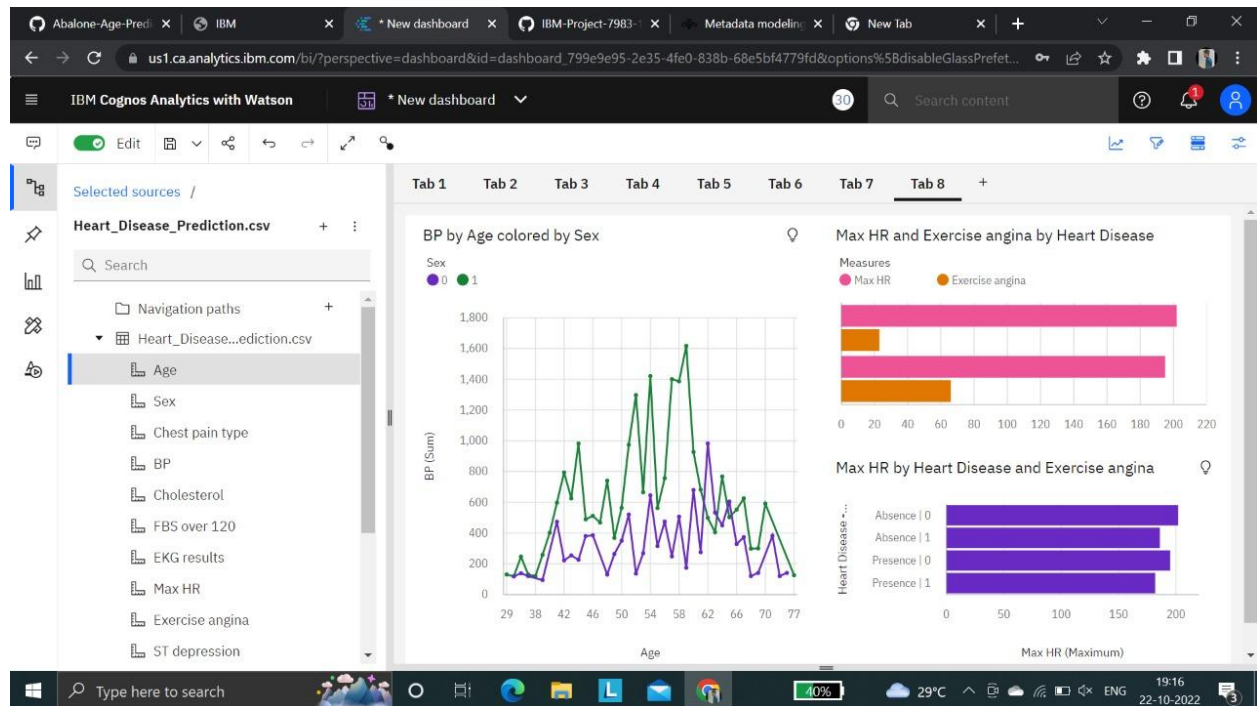 Abalone-Age-Predi
IBM
* New dashboard
IBM-Project-7983-1
Metadata modeling
New Tab
us1.ca.analytics.ibm.com/bi/?perspective=dashboard&id=dashboard_799e9e95-2e35-4fe0-838b-68e5bf4779fd&options%5BdisableGlassPrefet...
IBM Cognos Analytics with Watson
* New dashboard
30
Search content
1
Edit
Selected sources /
Tab 1 Tab 2 Tab 3 Tab 4 Tab 5 Tab 6 Tab 7 Tab 8 +
Heart_Disease_Prediction.csv
Search
Navigation paths
Heart_Disease...ediction.csv
Age
Sex
Chest pain type
BP
Cholesterol
FBS over 120
EKG results
Max HR
Exercise angina
ST depression
BP by Age colored by Sex
Sex
0 1
1,800
1,600
1,400
1,200
1,000
800
600
400
200
0
BP (Sum)
29 38 42 46 50 54 58 62 66 70 77
Age
Max HR and Exercise angina by Heart Disease
Measures
Max HR Exercise angina
0 20 40 60 80 100 120 140 160 180 200 220
Max HR by Heart Disease and Exercise angina
Heart Disease -...
Absence | 0
Absence | 1
Presence | 0
Presence | 1
0 50 100 150 200
Max HR (Maximum)
Type here to search
L
40%
29°C
ENG
19:16
22-10-2022
3